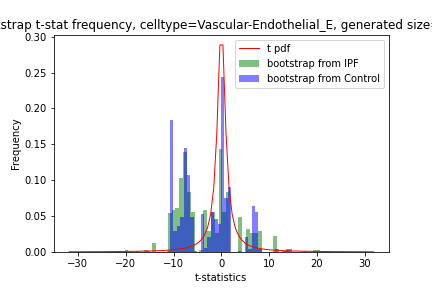 strap t-stat frequency, celltype=Vascular-Endothelial_E, generated size=
t pdf
bootstrap from IPF
bootstrap from Control
Frequency
0.30
0.25
0.20
0.15
0.10
0.05
0.00
−30
−20
−10
0
10
20
30
t-statistics